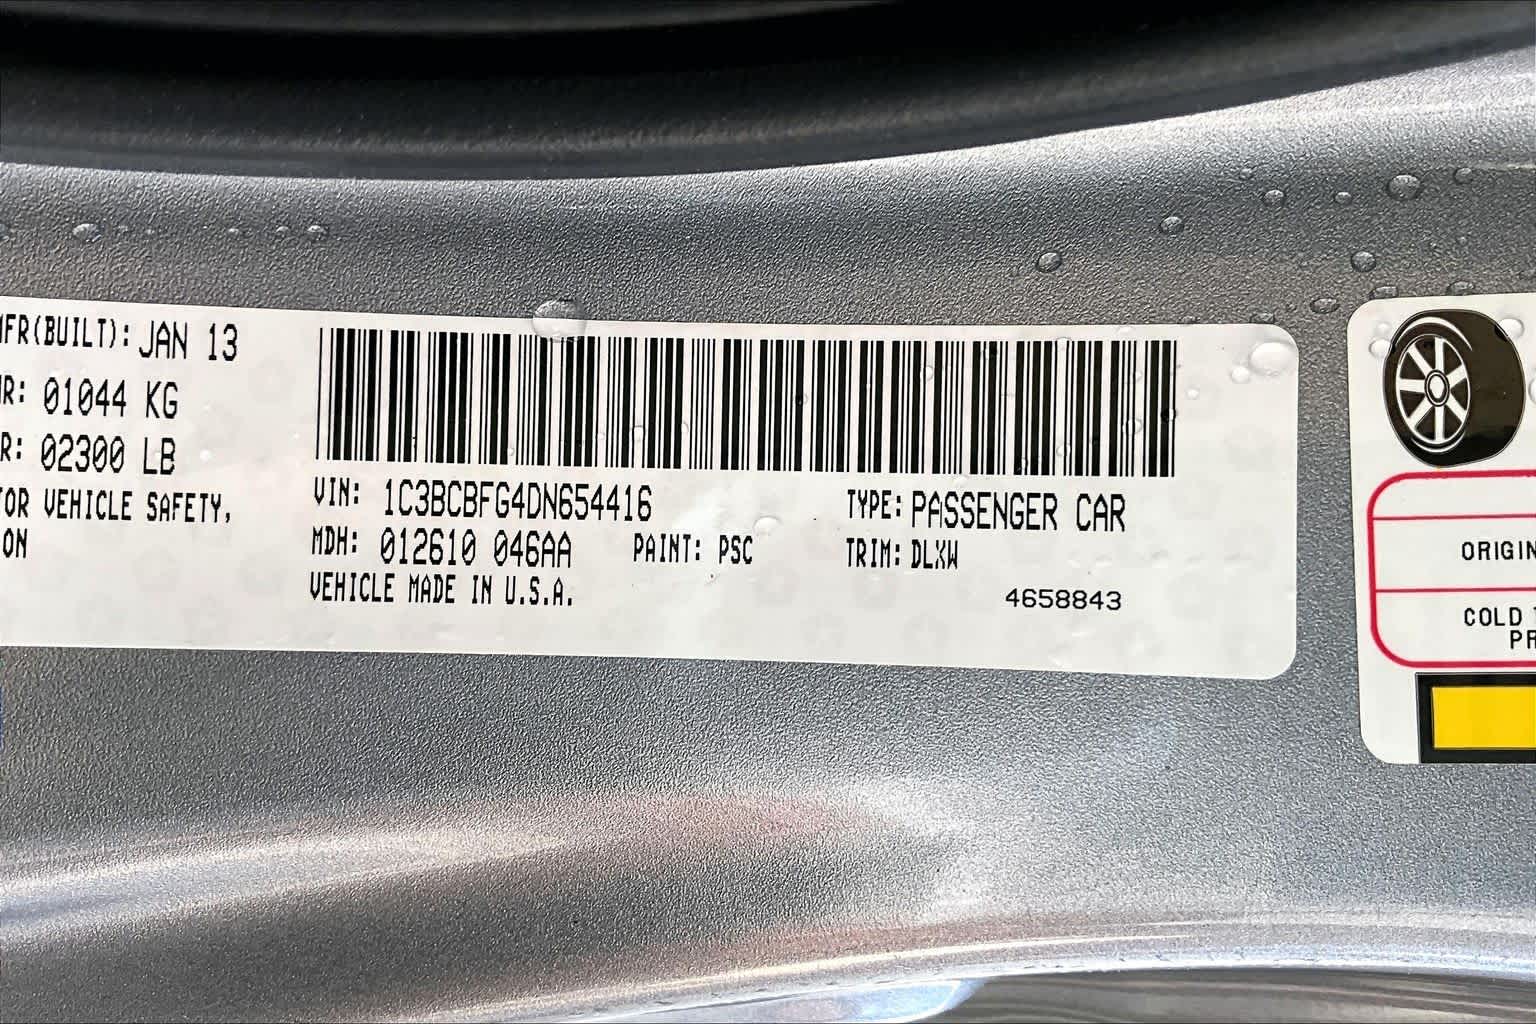 MFR(BUILT): JAN 13
WR: 01044 KG
R: 02300 LB
TOR VEHICLE SAFETY,
ON
VIN: 1C3BCBFG4DN654416
TYPE: PASSENGER CAR
MDH: 012610 046AA
PAINT: PSC
TRIM: DLXW
VEHICLE MADE IN U.S.A.
4658843
ORIGIN
COLD
PR